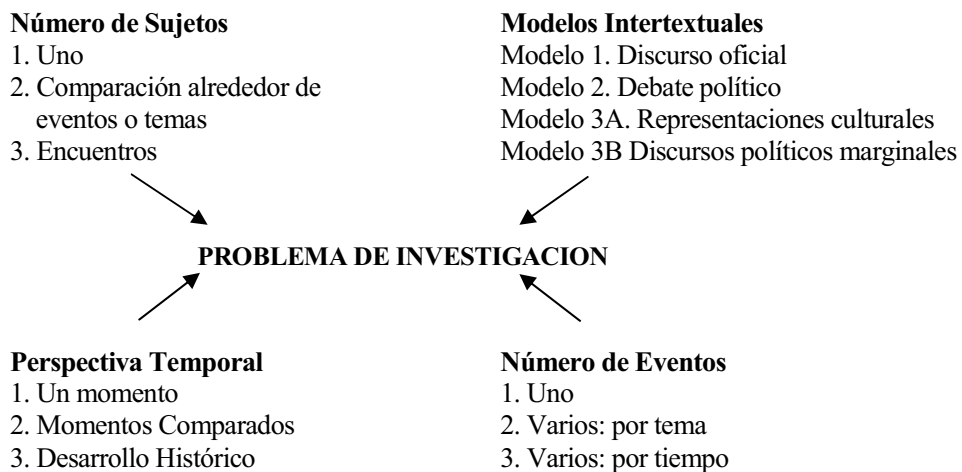 Número de Sujetos
1. Uno
2. Comparación alrededor de
eventos o temas
3. Encuentros
Modelos Intertextuales
Modelo 1. Discurso oficial
Modelo 2. Debate político
Modelo 3A. Representaciones culturales
Modelo 3B Discursos políticos marginales
PROBLEMA DE INVESTIGACION
Perspectiva Temporal
1. Un momento
2. Momentos Comparados
3. Desarrollo Histórico
Número de Eventos
1. Uno
2. Varios: por tema
3. Varios: por tiempo